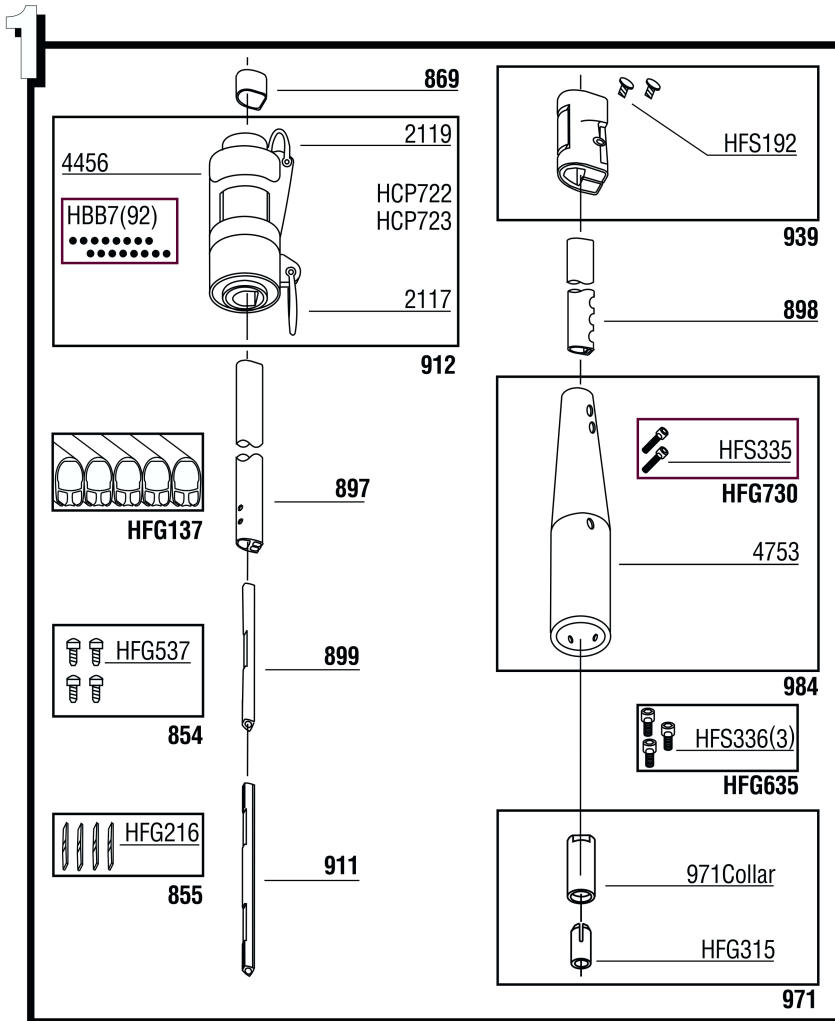 1
869
2119
4456
HCP722
HCP723
HBB7(92)
2117
912
897
HFG137
HFG537
899
854
HFG216
911
855
HFS192
939
898
HFS335
HFG730
4753
984
HFS336(3)
HFG635
971Collar
HFG315
971